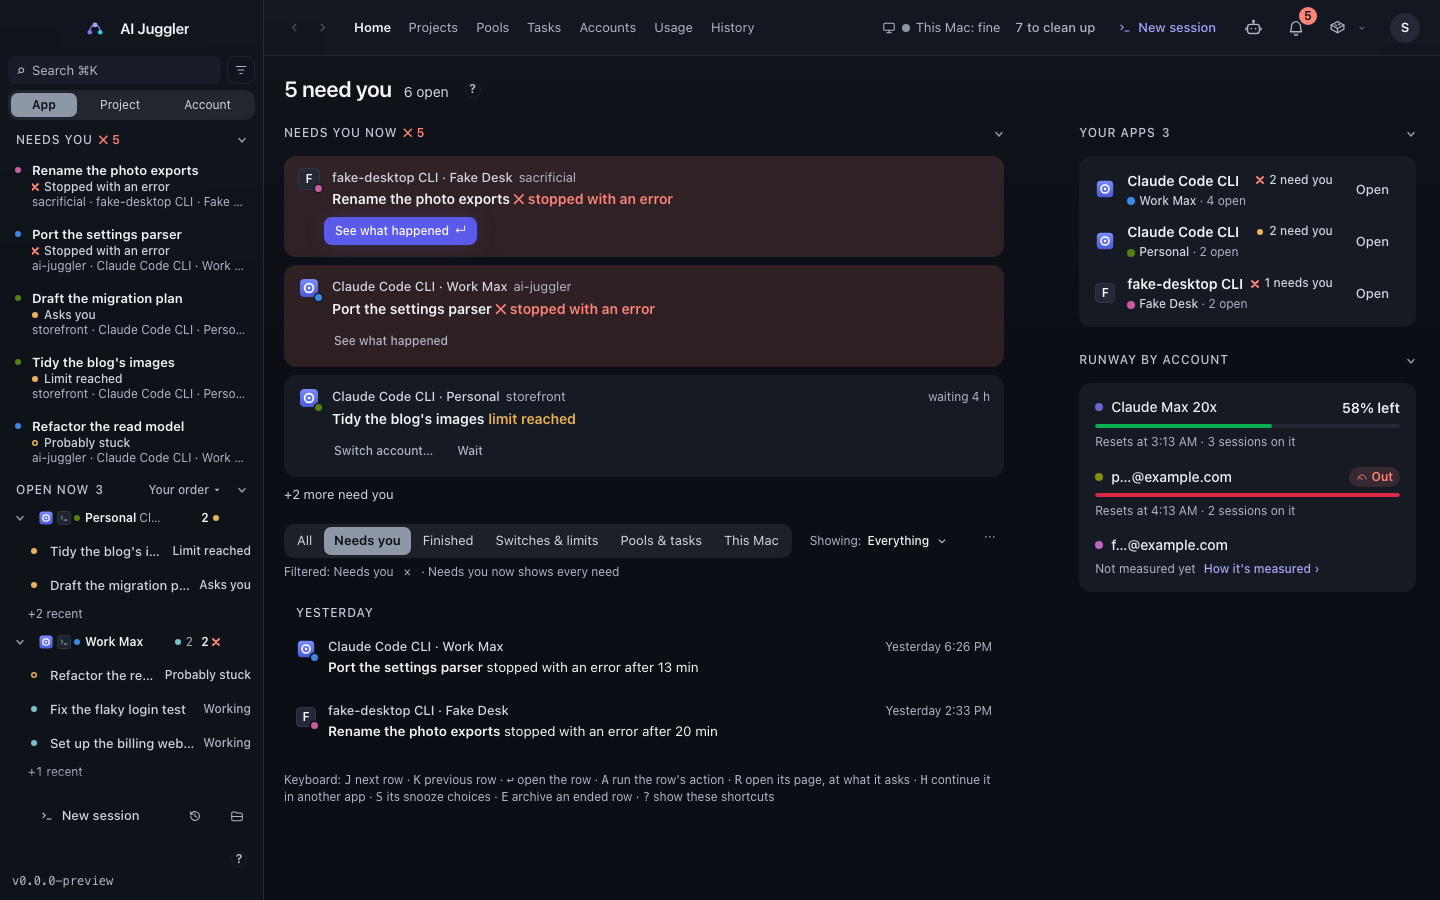 AI Juggler
Search ⌘K
App Project Account
NEEDS YOU 5
Rename the photo exports
Stopped with an error
sacrificial · fake-desktop CLI · Fake ...
Port the settings parser
Stopped with an error
ai-juggler · Claude Code CLI · Work ...
Draft the migration plan
Asks you
storefront · Claude Code CLI · Perso...
Tidy the blog's images
Limit reached
storefront · Claude Code CLI · Perso...
Refactor the read model
Probably stuck
ai-juggler · Claude Code CLI · Work ...
OPEN NOW 3 Your order
Personal Cl... 2
Tidy the blog's i... Limit reached
Draft the migration p... Asks you
+2 recent
Work Max 2 2
Refactor the re... Probably stuck
Fix the flaky login test Working
Set up the billing web... Working
+1 recent
New session
?
v0.0.0-preview
Home Projects Pools Tasks Accounts Usage History
This Mac: fine 7 to clean up New session 5 S
5 need you 6 open ?
NEEDS YOU NOW 5
F fake-desktop CLI · Fake Desk sacrificial
Rename the photo exports stopped with an error
See what happened ↵
Claude Code CLI · Work Max ai-juggler
Port the settings parser stopped with an error
See what happened
Claude Code CLI · Personal storefront waiting 4 h
Tidy the blog's images limit reached
Switch account... Wait
+2 more need you
All Needs you Finished Switches & limits Pools & tasks This Mac Showing: Everything ...
Filtered: Needs you × · Needs you now shows every need
YESTERDAY
Claude Code CLI · Work Max Yesterday 6:26 PM
Port the settings parser stopped with an error after 13 min
F fake-desktop CLI · Fake Desk Yesterday 2:33 PM
Rename the photo exports stopped with an error after 20 min
Keyboard: J next row · K previous row · ↩ open the row · A run the row's action · R open its page, at what it asks · H continue it
in another app · S its snooze choices · E archive an ended row · ? show these shortcuts
YOUR APPS 3
Claude Code CLI 2 need you Open
Work Max · 4 open
Claude Code CLI 2 need you Open
Personal · 2 open
F fake-desktop CLI 1 needs you Open
Fake Desk · 2 open
RUNWAY BY ACCOUNT
Claude Max 20x 58% left
Resets at 3:13 AM · 3 sessions on it
p...@example.com Out
Resets at 4:13 AM · 2 sessions on it
f...@example.com
Not measured yet How it's measured ›